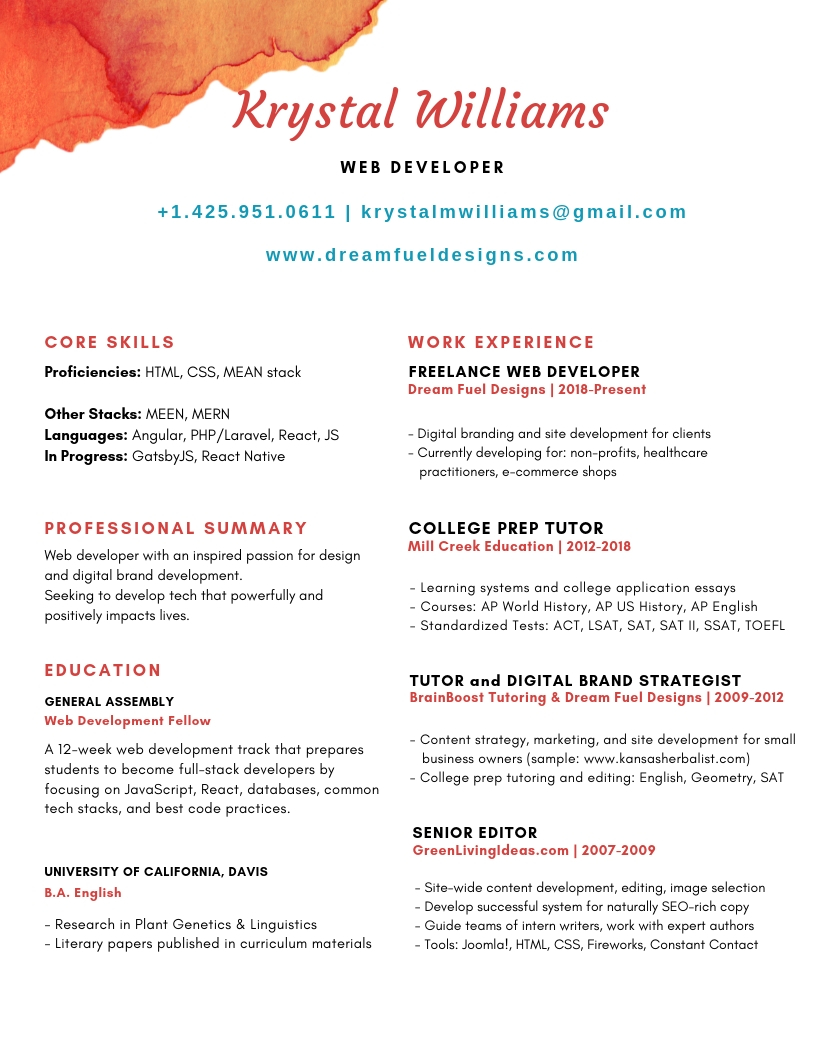 Krystal Williams
WEB DEVELOPER
+1.425.951.0611 | krystalmwilliams@gmail.com
www.dreamfueldesigns.com
CORE SKILLS
Proficiencies: HTML, CSS, MEAN stack
Other Stacks: MEEN, MERN
Languages: Angular, PHP/Laravel, React, JS
In Progress: GatsbyJS, React Native
PROFESSIONAL SUMMARY
Web developer with an inspired passion for design
and digital brand development.
Seeking to develop tech that powerfully and
positively impacts lives.
EDUCATION
GENERAL ASSEMBLY
Web Development Fellow
A 12-week web development track that prepares
students to become full-stack developers by
focusing on JavaScript, React, databases, common
tech stacks, and best code practices.
UNIVERSITY OF CALIFORNIA, DAVIS
B.A. English
- Research in Plant Genetics & Linguistics
- Literary papers published in curriculum materials
WORK EXPERIENCE
FREELANCE WEB DEVELOPER
Dream Fuel Designs | 2018-Present
- Digital branding and site development for clients
- Currently developing for: non-profits, healthcare
practitioners, e-commerce shops
COLLEGE PREP TUTOR
Mill Creek Education | 2012-2018
- Learning systems and college application essays
- Courses: AP World History, AP US History, AP English
- Standardized Tests: ACT, LSAT, SAT, SAT II, SSAT, TOEFL
TUTOR and DIGITAL BRAND STRATEGIST
BrainBoost Tutoring & Dream Fuel Designs | 2009-2012
- Content strategy, marketing, and site development for small
business owners (sample: www.kansasherbalist.com)
- College prep tutoring and editing: English, Geometry, SAT
SENIOR EDITOR
GreenLivingIdeas.com | 2007-2009
- Site-wide content development, editing, image selection
- Develop successful system for naturally SEO-rich copy
- Guide teams of intern writers, work with expert authors
- Tools: Joomla!, HTML, CSS, Fireworks, Constant Contact